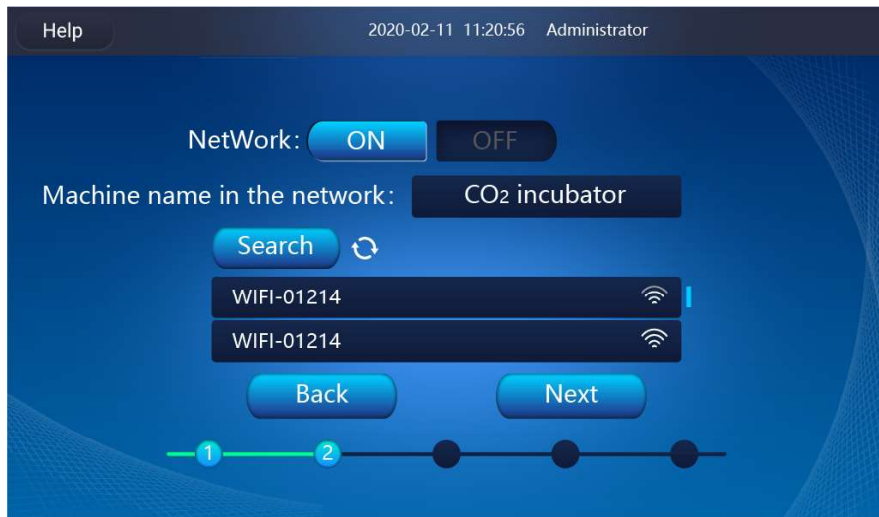 Help 2020-02-11 11:20:56 Administrator
NetWork: ON OFF
Machine name in the network: CO2 incubator
Search
WIFI-01214
WIFI-01214
Back Next
1 2